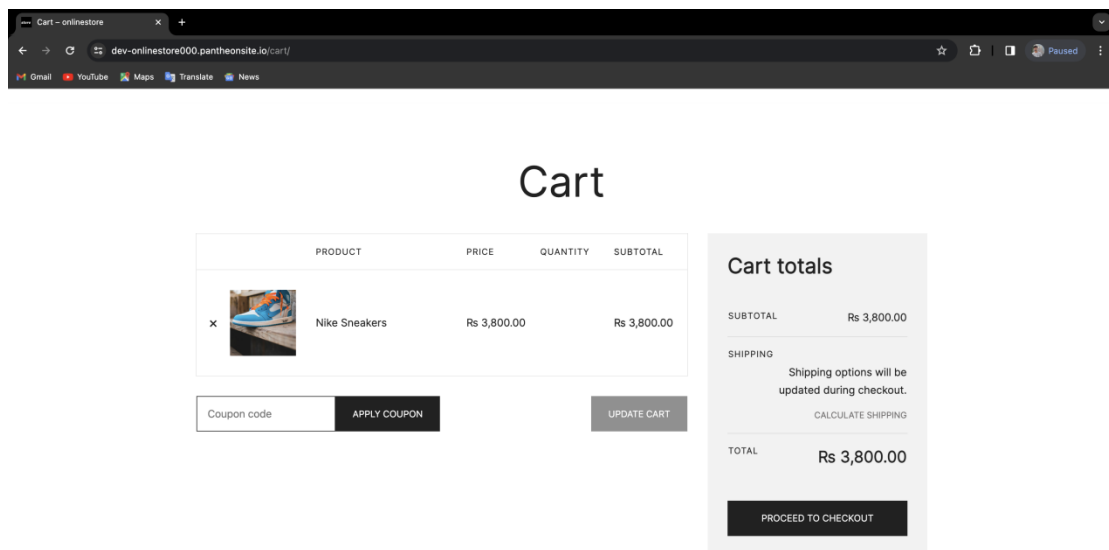 Cart – onlinestore
dev-onlinestore000.pantheonsite.io/cart/
Paused
Gmail YouTube Maps Translate News
Cart
PRODUCT PRICE QUANTITY SUBTOTAL
Nike Sneakers Rs 3,800.00 Rs 3,800.00
Coupon code APPLY COUPON UPDATE CART
Cart totals
SUBTOTAL Rs 3,800.00
SHIPPING
Shipping options will be
updated during checkout.
CALCULATE SHIPPING
TOTAL Rs 3,800.00
PROCEED TO CHECKOUT